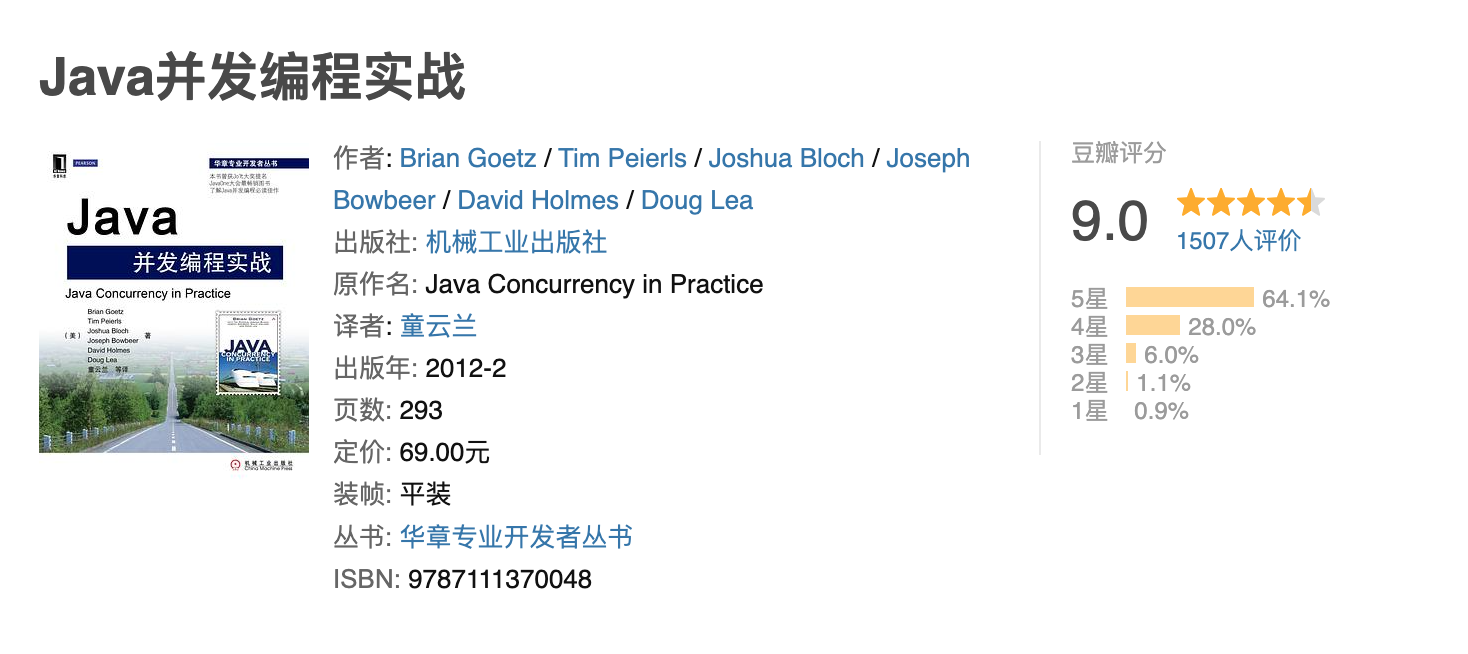 Java并发编程实战
PEARSON
华章专业开发者丛书
本书曾获Jolt大奖提名
JavaOne大会最畅销图书
了解Java并发编程必读佳作
Java
并发编程实战
Java Concurrency in Practice
Brian Goetz
Tim Peierls
(美) Joshua Bloch 著
Joseph Bowbeer
David Holmes
Doug Lea
童云兰 等译
BRIAN GOETZ
JAVA
CONCURRENCY
IN PRACTICE
机械工业出版社
China Machine Press
作者: Brian Goetz / Tim Peierls / Joshua Bloch / Joseph
Bowbeer / David Holmes / Doug Lea
出版社: 机械工业出版社
原作名: Java Concurrency in Practice
译者: 童云兰
出版年: 2012-2
页数: 293
定价: 69.00元
装帧: 平装
丛书: 华章专业开发者丛书
ISBN: 9787111370048
豆瓣评分
9.0
1507人评价
5星 64.1%
4星 28.0%
3星 6.0%
2星 1.1%
1星 0.9%